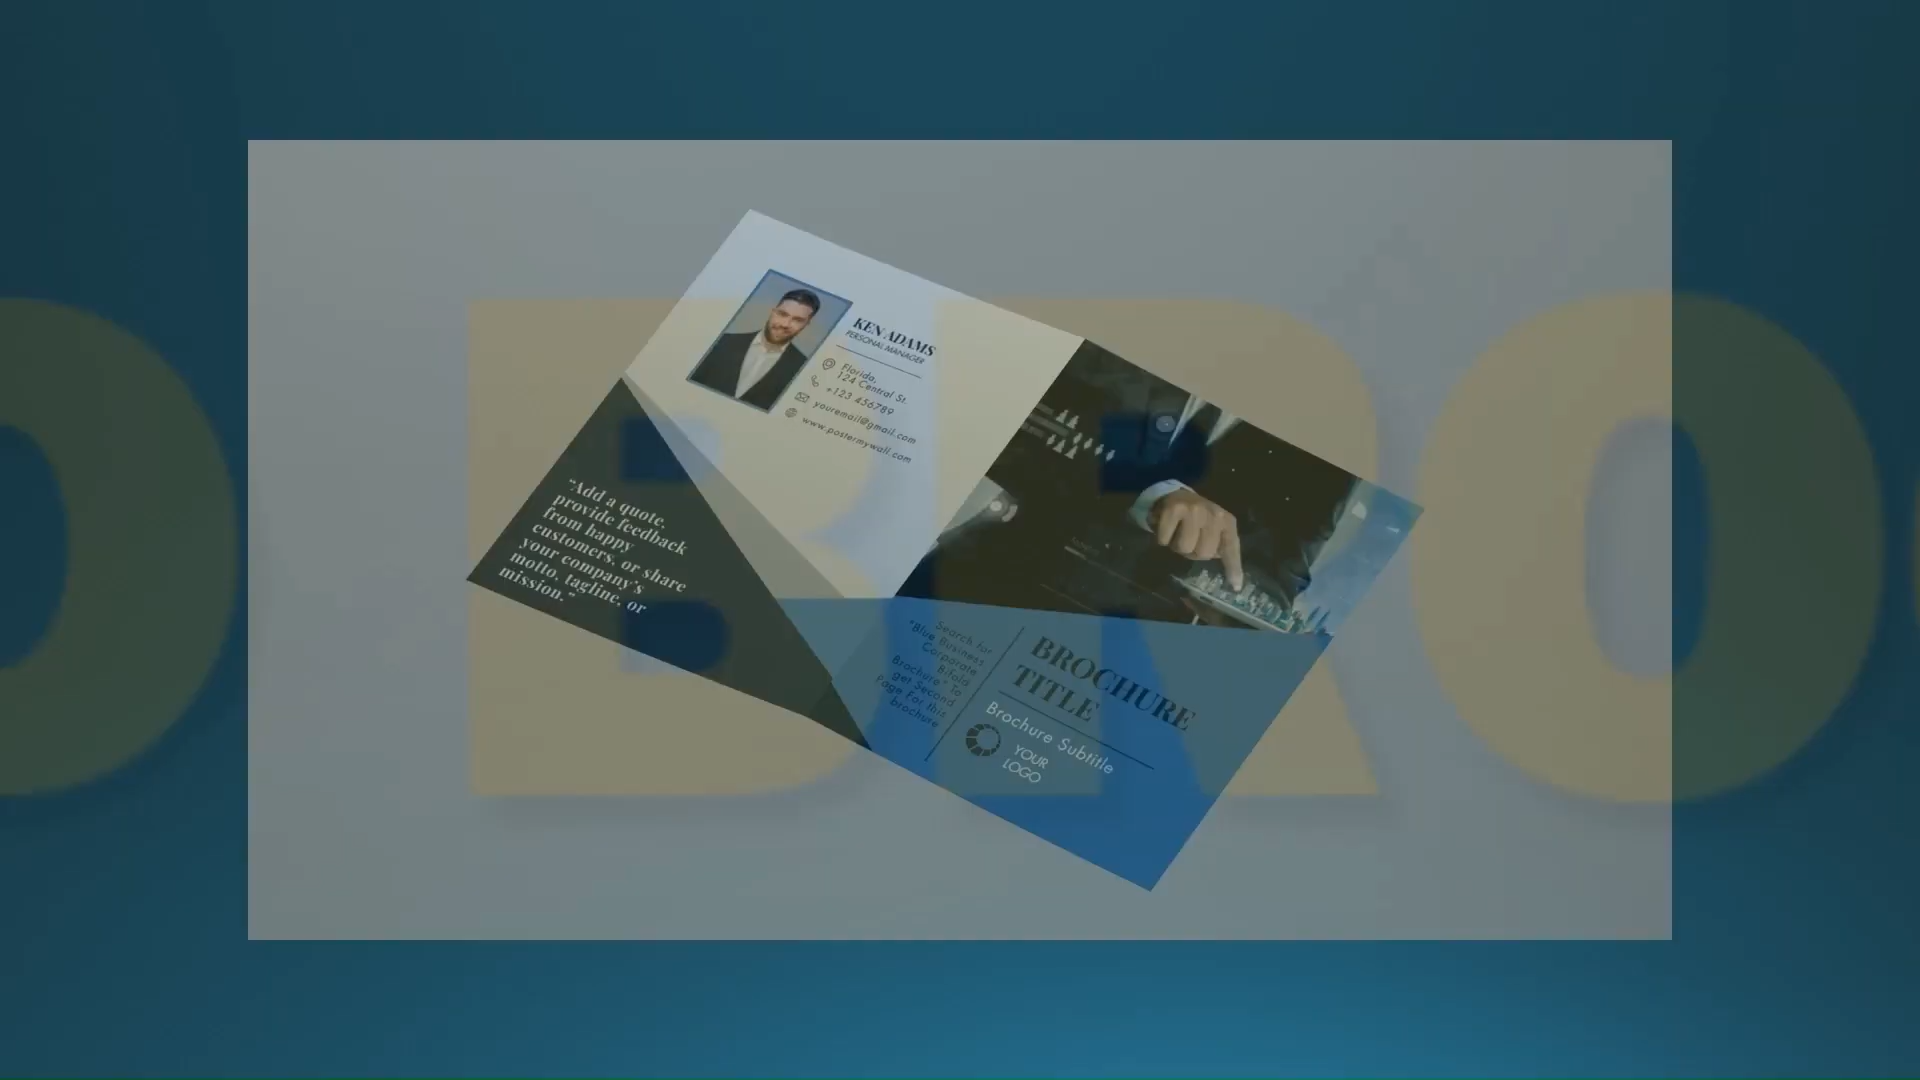 BRO
KEN ADAMS
PERSONAL MANAGER
Florida,
124 Central St.
+123 456789
youremail@gmail.com
www.postermywall.com
"Add a quote,
provide feedback
from happy
customers, or share
your company's
motto, tagline, or
mission."
Search for
"Blue Business
Corporate
Bifold
Brochure" To
get Second
Page For this
brochure
BROCHURE
TITLE
Brochure Subtitle
YOUR
LOGO